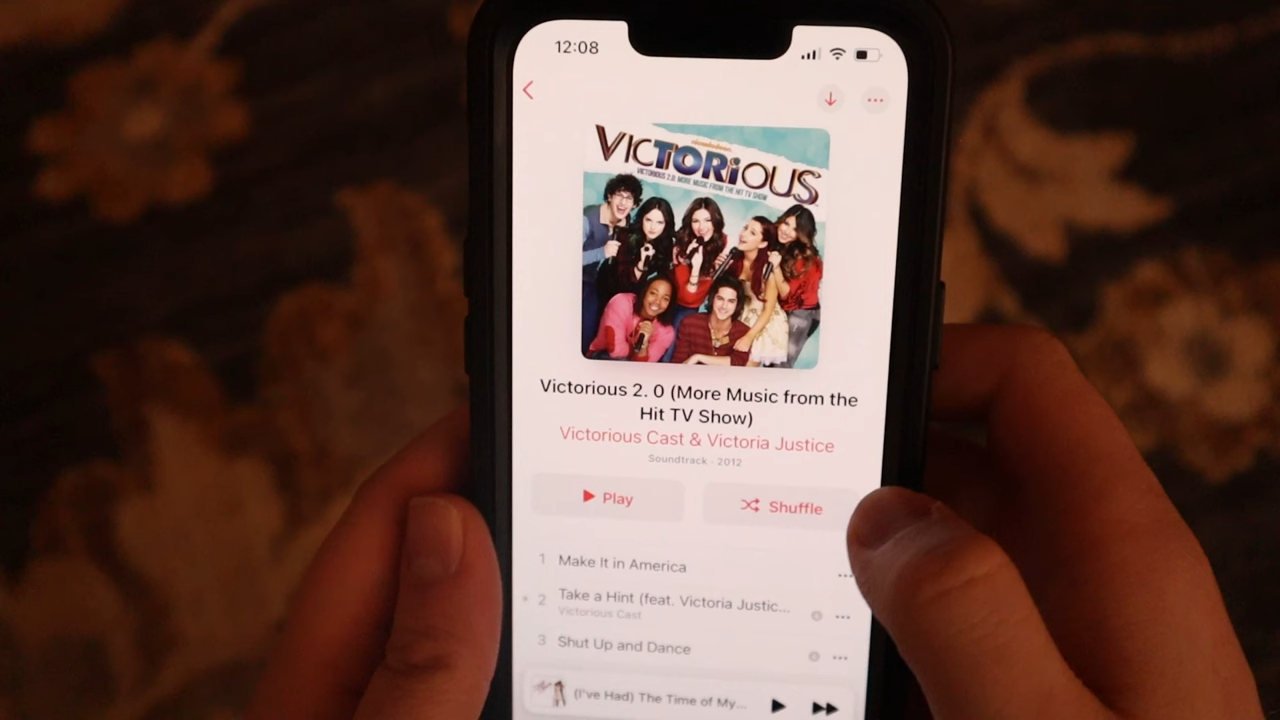 12:08
nickelodeon
VICTORiOUS
VICTORIOUS 2.0: MORE MUSIC FROM THE HIT TV SHOW
Victorious 2. 0 (More Music from the
Hit TV Show)
Victorious Cast & Victoria Justice
Soundtrack · 2012
Play
Shuffle
1 Make It in America
2 Take a Hint (feat. Victoria Justic...
Victorious Cast
3 Shut Up and Dance
(I've Had) The Time of My...